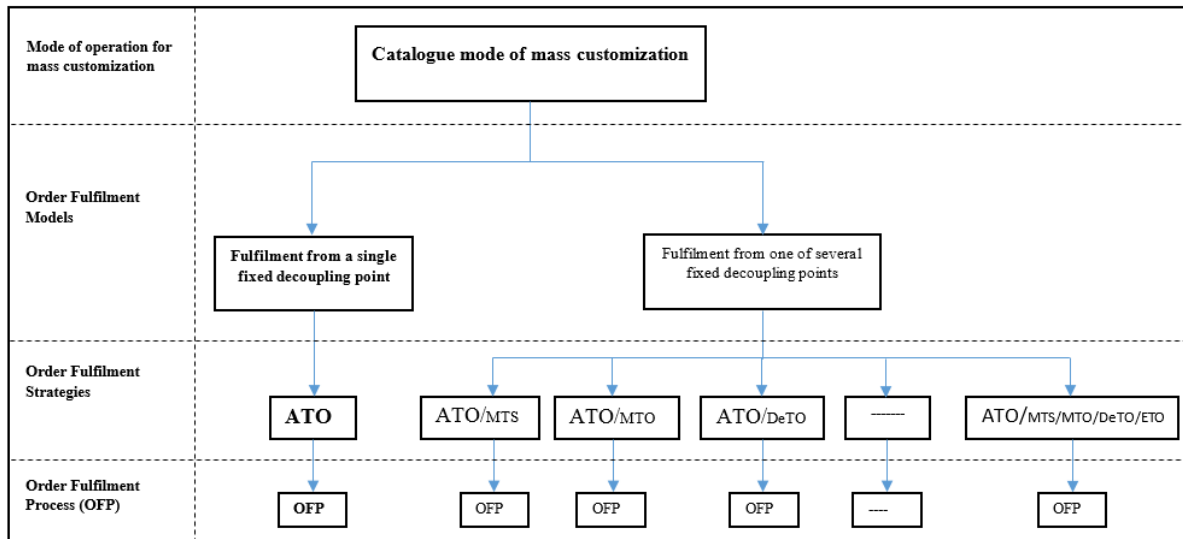 Mode of operation for
mass customization
Catalogue mode of mass customization
Order Fulfilment
Models
Fulfilment from a single
fixed decoupling point
Fulfilment from one of several
fixed decoupling points
Order Fulfilment
Strategies
ATO
ATO/MTS
ATO/MTO
ATO/DeTO
-------
ATO/MTS/MTO/DeTO/ETO
Order Fulfilment
Process (OFP)
OFP
OFP
OFP
OFP
----
OFP